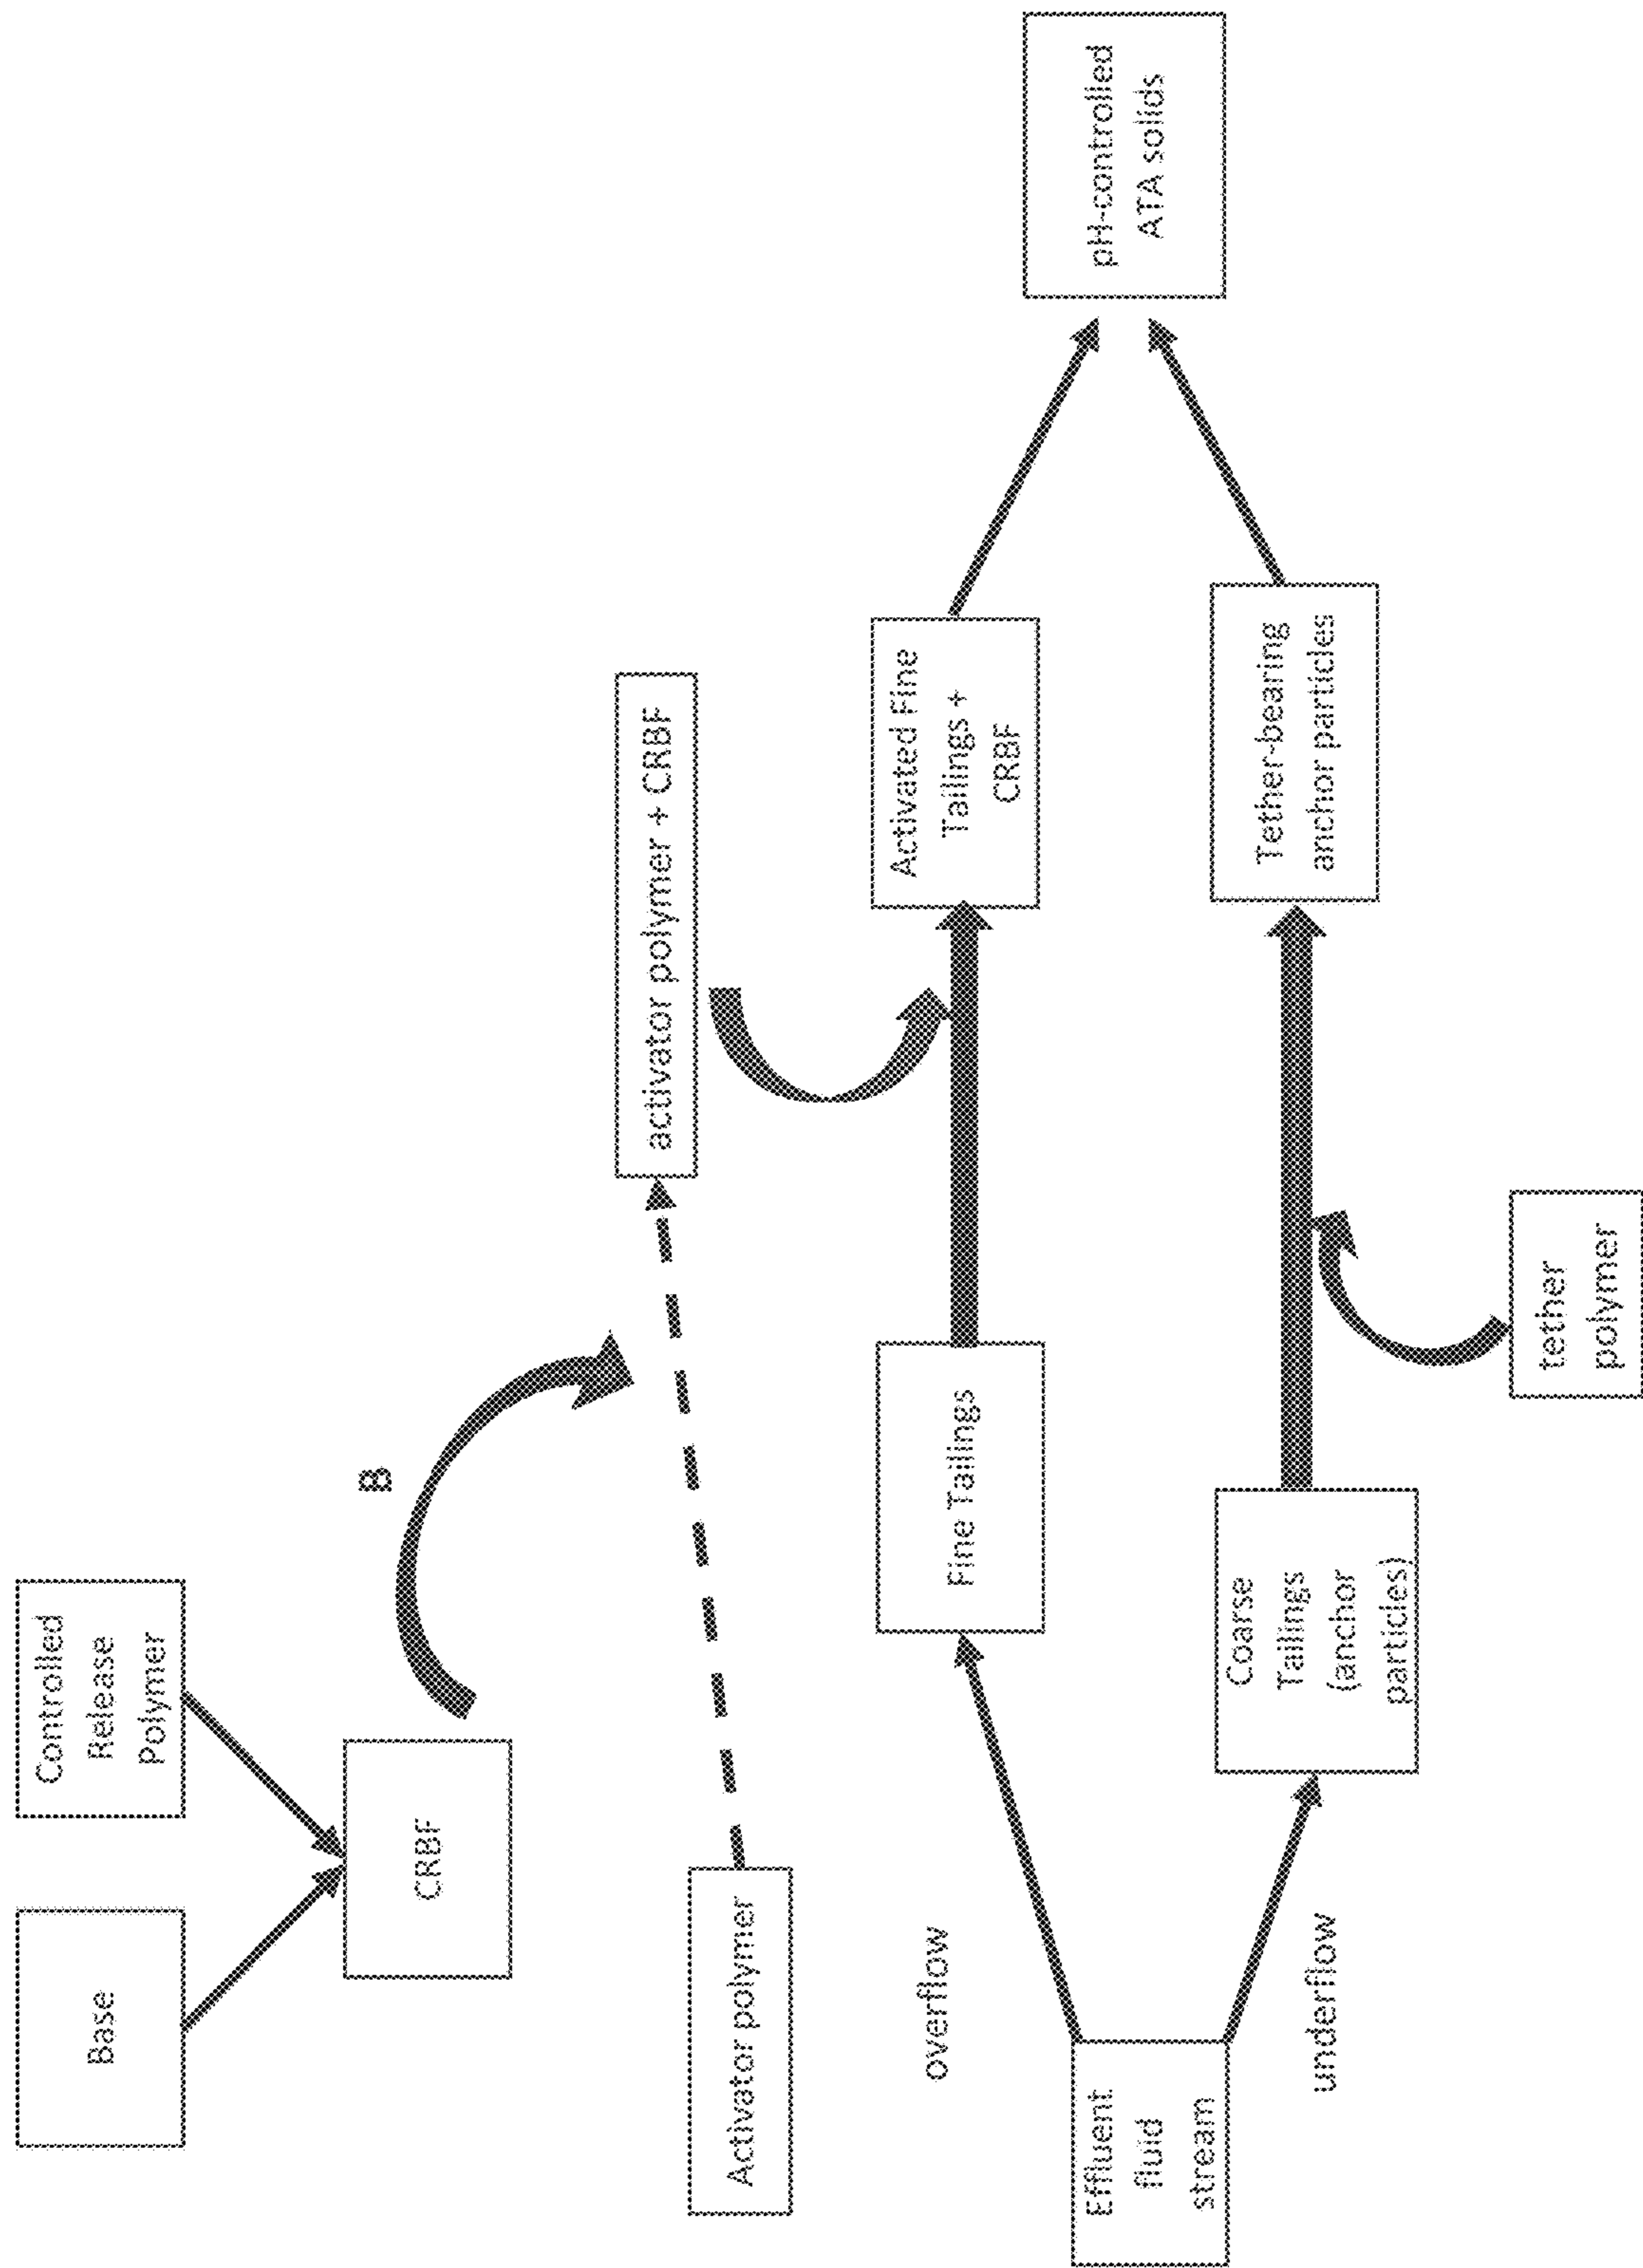 Base
Controlled
Release
Polymer
CRBF
B
Activator polymer
activator polymer + CRBF
overflow
Effluent
fluid
stream
underflow
Fine Tailings
Activated Fine
Tailings +
CRBF
Coarse
Tailings
(anchor
particles)
Tether-bearing
anchor particles
tether
polymer
pH-controlled
ATA solids